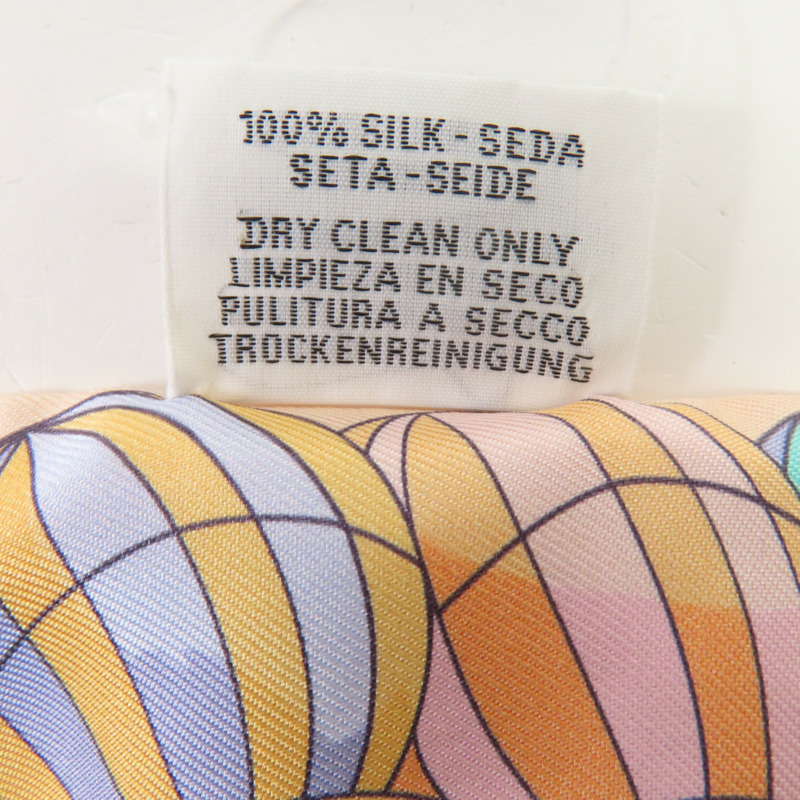 100% SILK - SEDA
SETA - SEIDE
DRY CLEAN ONLY
LIMPIEZA EN SECO
PULITURA A SECCO
TROCKENREINIGUNG